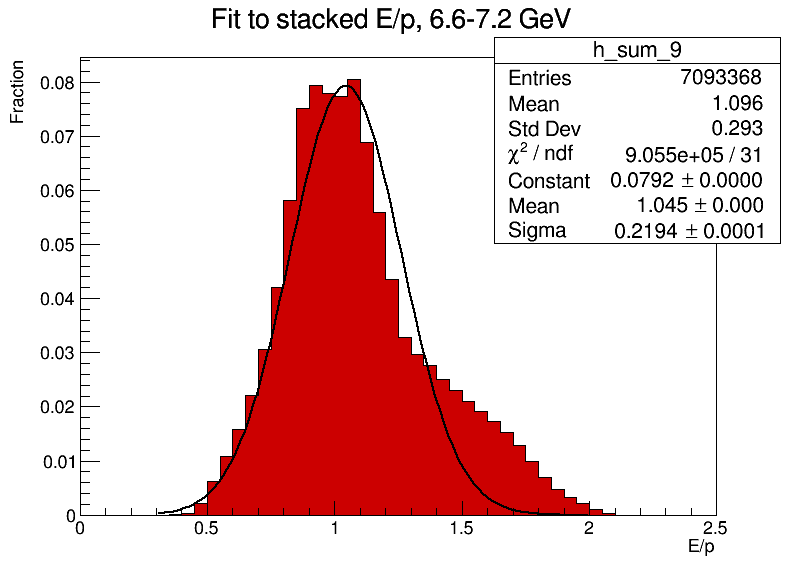 Fit to stacked E/p, 6.6-7.2 GeV
h_sum_9
Entries 7093368
Mean 1.096
Std Dev 0.293
χ² / ndf 9.055e+05 / 31
Constant 0.0792 ± 0.0000
Mean 1.045 ± 0.000
Sigma 0.2194 ± 0.0001
Fraction
0.08
0.07
0.06
0.05
0.04
0.03
0.02
0.01
0
0 0.5 1 1.5 2 2.5
E/p